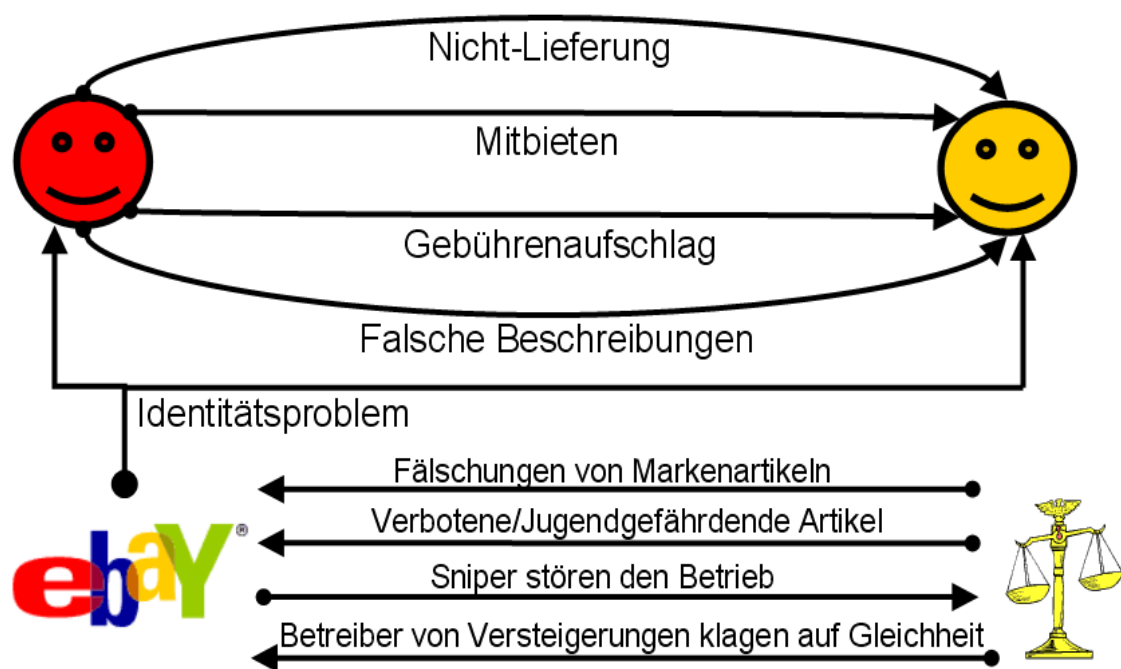 Nicht-Lieferung
Mitbieten
Gebührenaufschlag
Falsche Beschreibungen
Identitätsproblem
Fälschungen von Markenartikeln
Verbotene/Jugendgefährdende Artikel
ebaY®
Sniper stören den Betrieb
Betreiber von Versteigerungen klagen auf Gleichheit